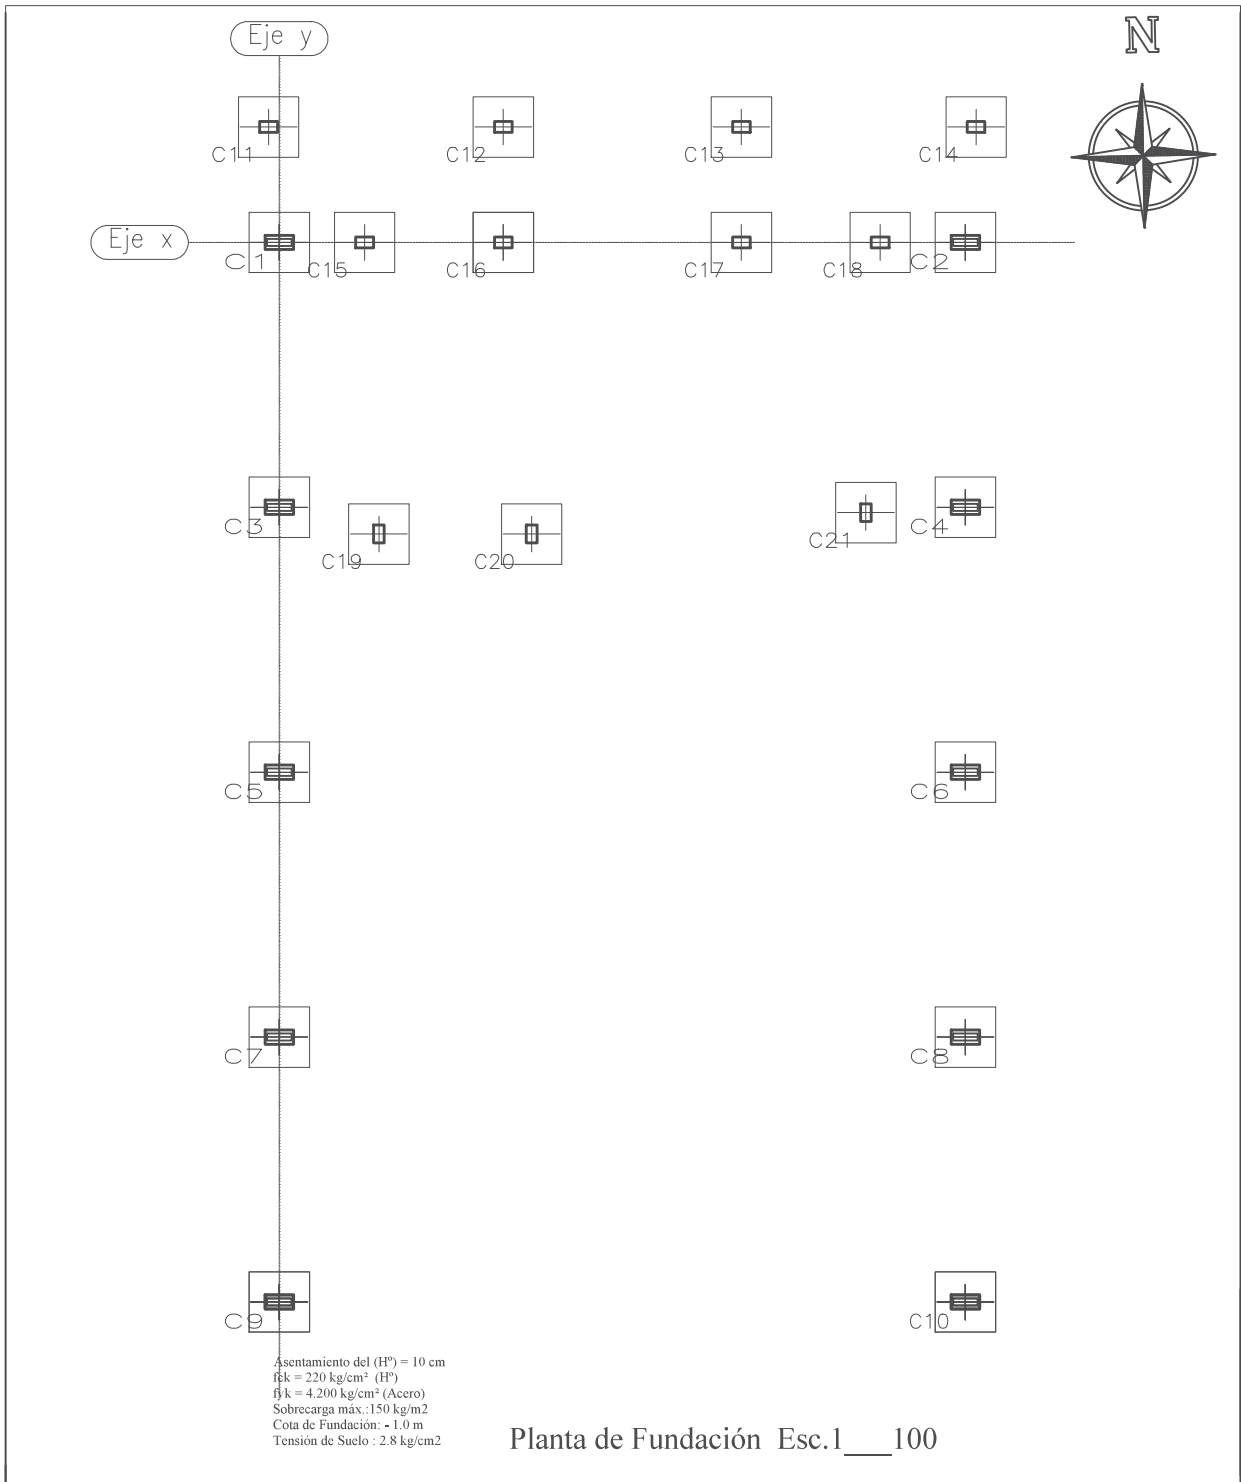 Eje y
N
C11 C12 C13 C14
Eje x
C1 C15 C16 C17 C18 C2
C3 C19 C20 C21 C4
C5 C6
C7 C8
C9 C10
Asentamiento del (Hº) = 10 cm
fck = 220 kg/cm² (Hº)
fyk = 4.200 kg/cm² (Acero)
Sobrecarga máx.:150 kg/m2
Cota de Fundación: - 1.0 m
Tensión de Suelo : 2.8 kg/cm2
Planta de Fundación Esc.1___100